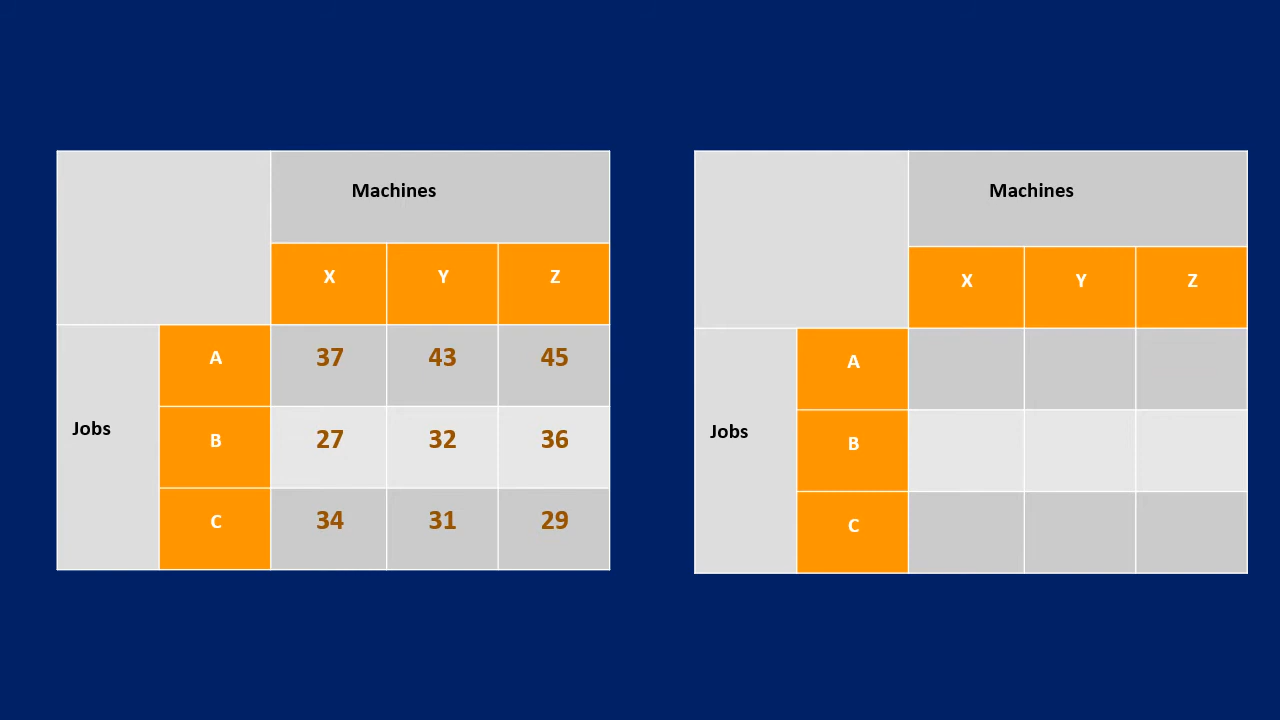 Machines
X Y Z
A 37 43 45
Jobs
B 27 32 36
C 34 31 29
Machines
X Y Z
A
Jobs
B
C